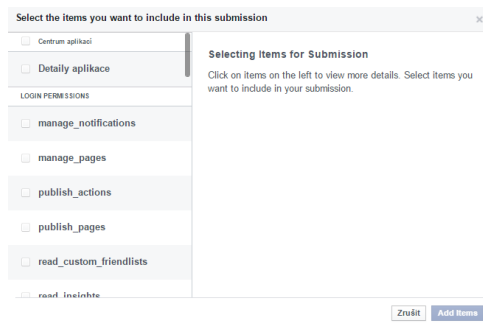 Select the items you want to include in this submission
Centrum aplikací
Detaily aplikace
LOGIN PERMISSIONS
manage_notifications
manage_pages
publish_actions
publish_pages
read_custom_friendlists
read_insights
Selecting Items for Submission
Click on items on the left to view more details. Select items you
want to include in your submission.
Zrušit
Add Items